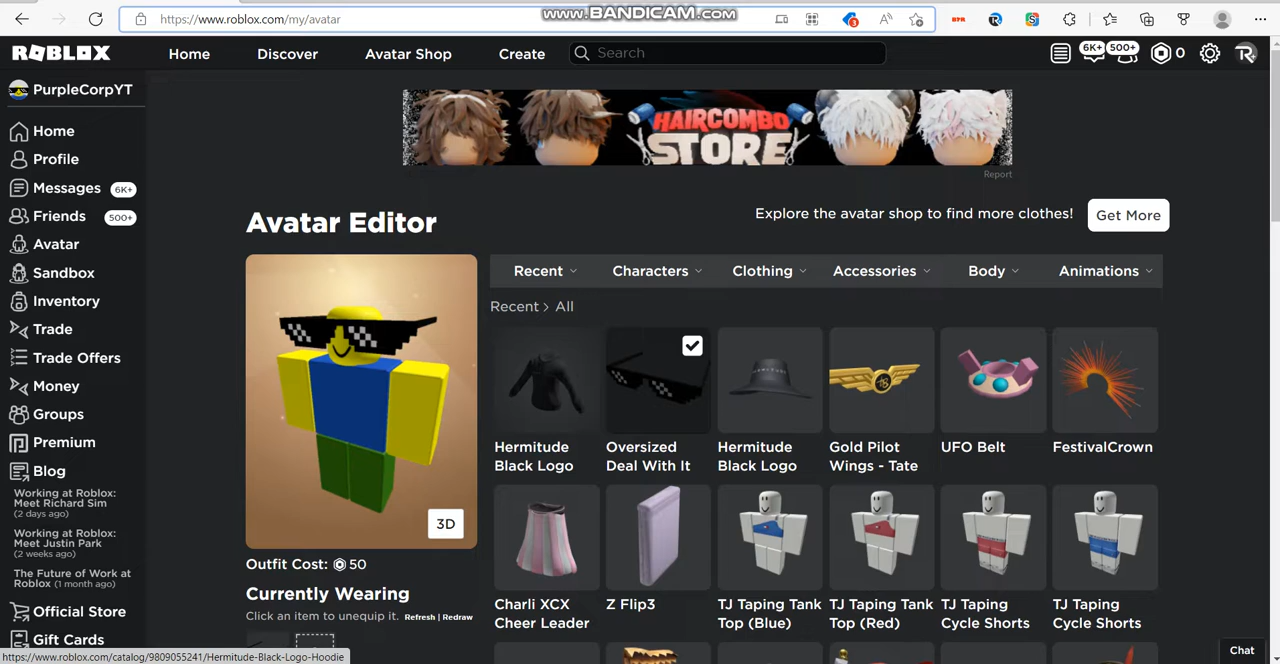 https://www.roblox.com/my/avatar
www.BANDICAM.com
3
ROBLOX
Home
Discover
Avatar Shop
Create
Search
6K+
500+
0
PurpleCorpYT
Home
Profile
Messages 6K+
Friends 500+
Avatar
Sandbox
Inventory
Trade
Trade Offers
Money
Groups
Premium
Blog
Working at Roblox:
Meet Richard Sim
(2 days ago)
Working at Roblox:
Meet Justin Park
(2 weeks ago)
The Future of Work at
Roblox (1 month ago)
Official Store
Gift Cards
https://www.roblox.com/catalog/9809055241/Hermitude-Black-Logo-Hoodie
HAIRCOMBO
STORE
Report
Avatar Editor
Explore the avatar shop to find more clothes!
Get More
3D
Outfit Cost: 50
Currently Wearing
Click an item to unequip it. Refresh | Redraw
Recent
Characters
Clothing
Accessories
Body
Animations
Recent > All
Hermitude
Black Logo
Oversized
Deal With It
Hermitude
Black Logo
Gold Pilot
Wings - Tate
UFO Belt
FestivalCrown
Charli XCX
Cheer Leader
Z Flip3
TJ Taping Tank
Top (Blue)
TJ Taping Tank
Top (Red)
TJ Taping
Cycle Shorts
TJ Taping
Cycle Shorts
Chat